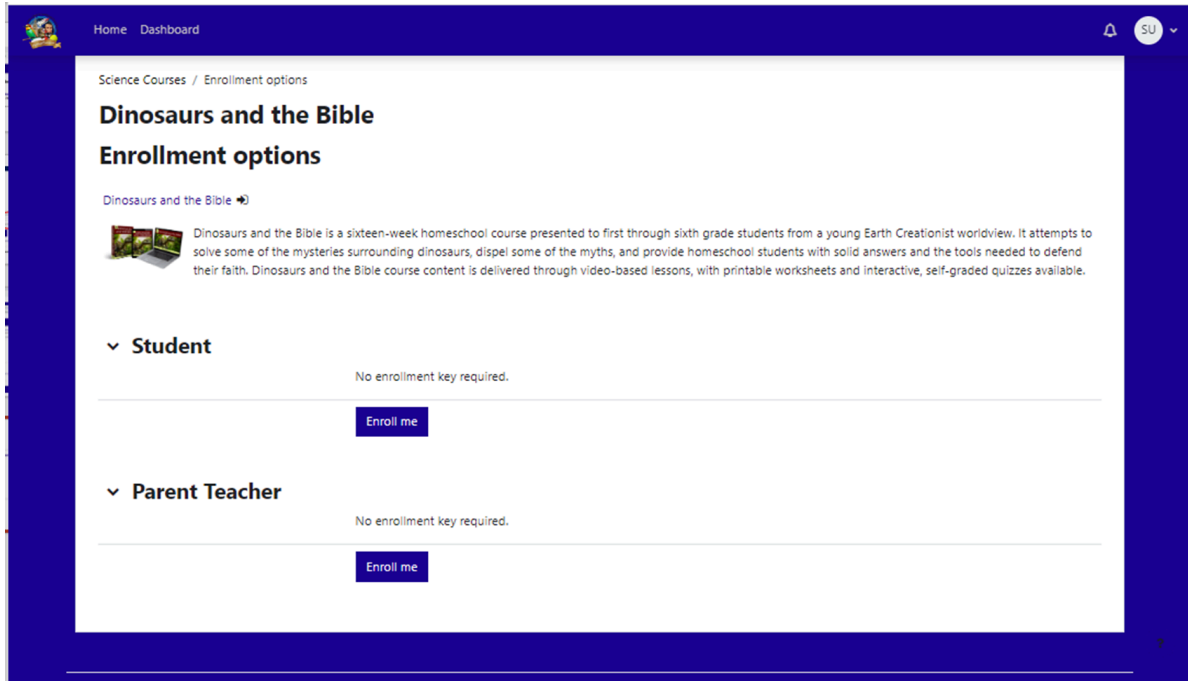 Home Dashboard
SU
Science Courses / Enrollment options
Dinosaurs and the Bible
Enrollment options
Dinosaurs and the Bible
Dinosaurs and the Bible is a sixteen-week homeschool course presented to first through sixth grade students from a young Earth Creationist worldview. It attempts to
solve some of the mysteries surrounding dinosaurs, dispel some of the myths, and provide homeschool students with solid answers and the tools needed to defend
their faith. Dinosaurs and the Bible course content is delivered through video-based lessons, with printable worksheets and interactive, self-graded quizzes available.
Student
No enrollment key required.
Enroll me
Parent Teacher
No enrollment key required.
Enroll me